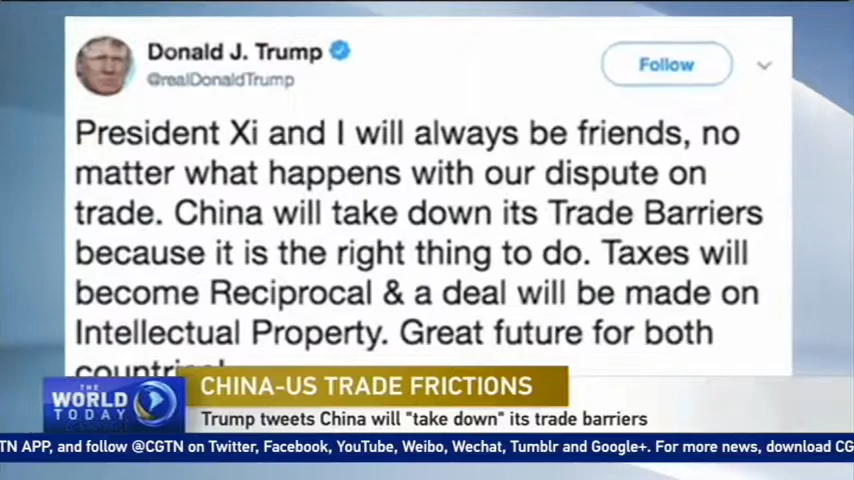 Donald J. Trump
@realDonaldTrump
Follow
President Xi and I will always be friends, no
matter what happens with our dispute on
trade. China will take down its Trade Barriers
because it is the right thing to do. Taxes will
become Reciprocal & a deal will be made on
Intellectual Property. Great future for both
countries!
THE
WORLD
TODAY
CHINA-US TRADE FRICTIONS
Trump tweets China will "take down" its trade barriers
TN APP, and follow @CGTN on Twitter, Facebook, YouTube, Weibo, Wechat, Tumblr and Google+. For more news, download CG